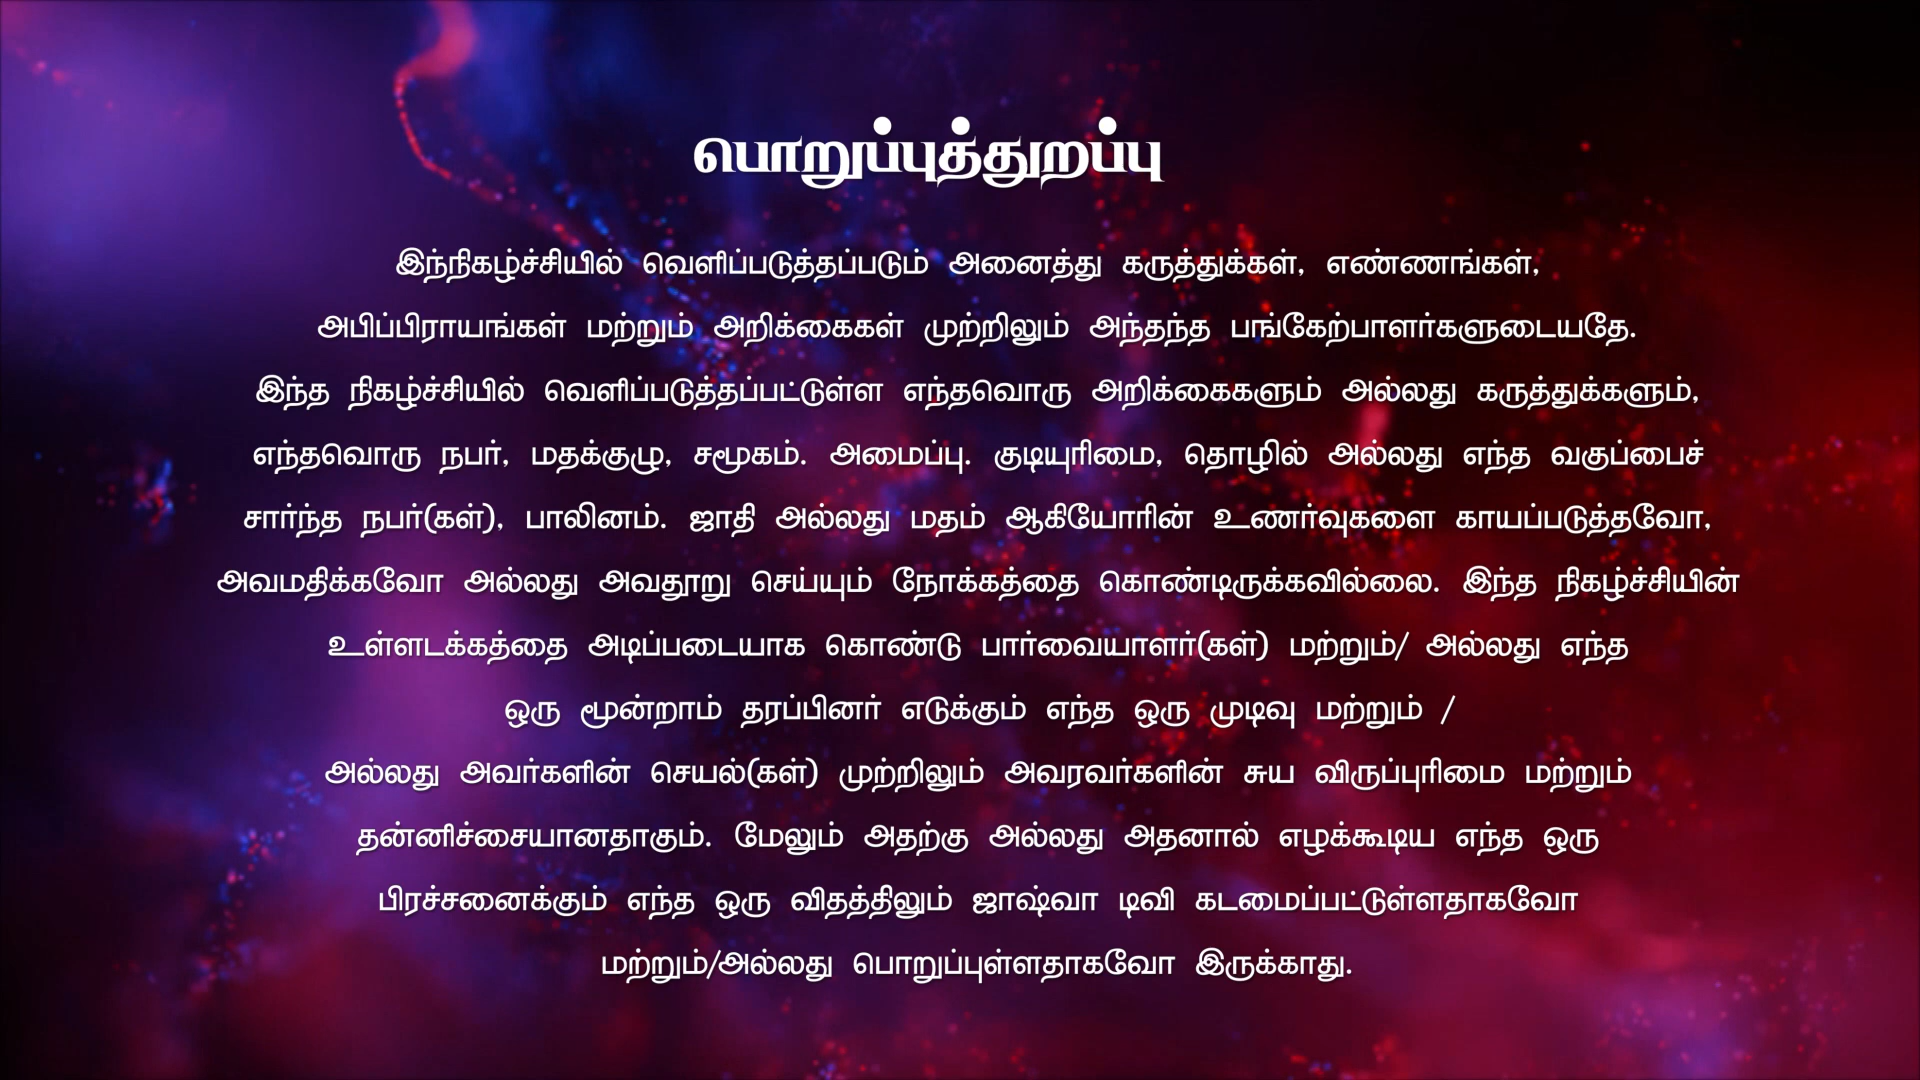 பொறுப்புத்துறப்பு
இந்நிகழ்ச்சியில் வெளிப்படுத்தப்படும் அனைத்து கருத்துக்கள், எண்ணங்கள்,
அபிப்பிராயங்கள் மற்றும் அறிக்கைகள் முற்றிலும் அந்தந்த பங்கேற்பாளர்களுடையதே.
இந்த நிகழ்ச்சியில் வெளிப்படுத்தப்பட்டுள்ள எந்தவொரு அறிக்கைகளும் அல்லது கருத்துக்களும்,
எந்தவொரு நபர், மதக்குழு, சமூகம். அமைப்பு. குடியுரிமை, தொழில் அல்லது எந்த வகுப்பைச்
சார்ந்த நபர்(கள்), பாலினம். ஜாதி அல்லது மதம் ஆகியோரின் உணர்வுகளை காயப்படுத்தவோ,
அவமதிக்கவோ அல்லது அவதூறு செய்யும் நோக்கத்தை கொண்டிருக்கவில்லை. இந்த நிகழ்ச்சியின்
உள்ளடக்கத்தை அடிப்படையாக கொண்டு பார்வையாளர்(கள்) மற்றும்/ அல்லது எந்த
ஒரு மூன்றாம் தரப்பினர் எடுக்கும் எந்த ஒரு முடிவு மற்றும் /
அல்லது அவர்களின் செயல்(கள்) முற்றிலும் அவரவர்களின் சுய விருப்புரிமை மற்றும்
தன்னிச்சையானதாகும். மேலும் அதற்கு அல்லது அதனால் எழக்கூடிய எந்த ஒரு
பிரச்சனைக்கும் எந்த ஒரு விதத்திலும் ஜாஷ்வா டிவி கடமைப்பட்டுள்ளதாகவோ
மற்றும்/அல்லது பொறுப்புள்ளதாகவோ இருக்காது.